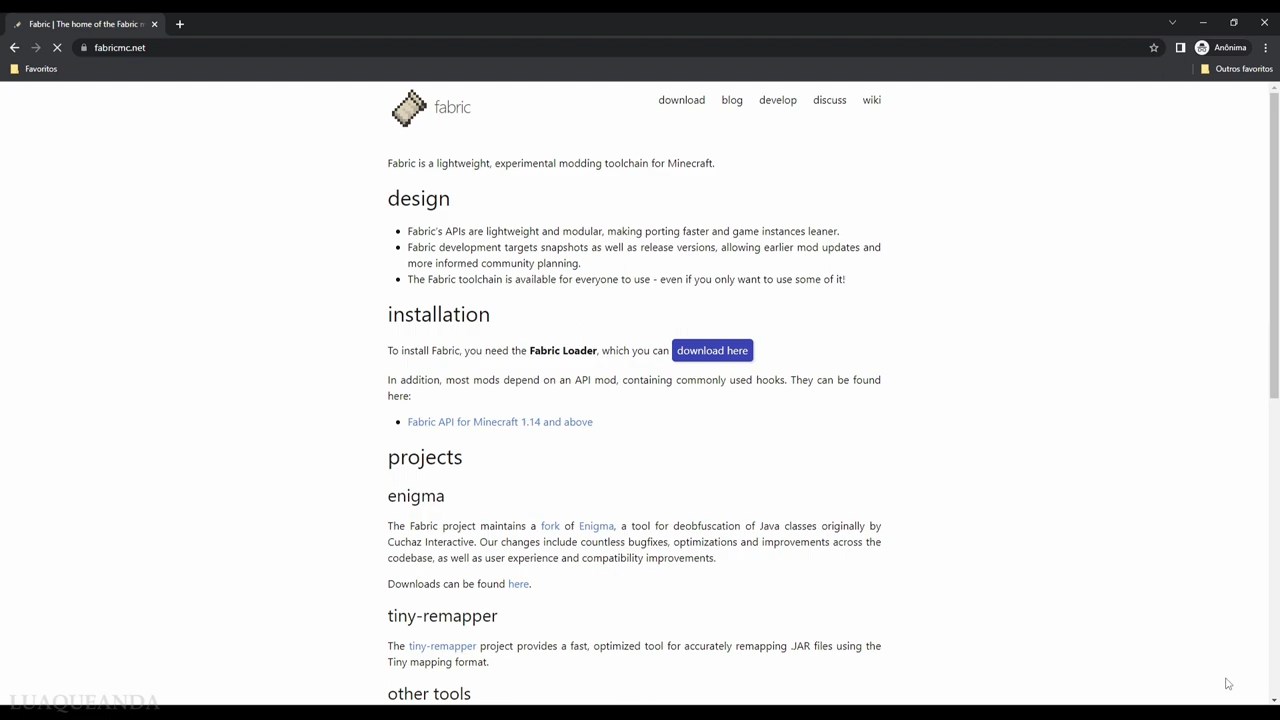 Fabric | The home of the Fabric m
fabricmc.net
Anônima
Favoritos
Outros favoritos
fabric
download blog develop discuss wiki
Fabric is a lightweight, experimental modding toolchain for Minecraft.
design
• Fabric's APIs are lightweight and modular, making porting faster and game instances leaner.
• Fabric development targets snapshots as well as release versions, allowing earlier mod updates and
more informed community planning.
• The Fabric toolchain is available for everyone to use - even if you only want to use some of it!
installation
To install Fabric, you need the Fabric Loader, which you can download here
In addition, most mods depend on an API mod, containing commonly used hooks. They can be found
here:
• Fabric API for Minecraft 1.14 and above
projects
enigma
The Fabric project maintains a fork of Enigma, a tool for deobfuscation of Java classes originally by
Cuchaz Interactive. Our changes include countless bugfixes, optimizations and improvements across the
codebase, as well as user experience and compatibility improvements.
Downloads can be found here.
tiny-remapper
The tiny-remapper project provides a fast, optimized tool for accurately remapping .JAR files using the
Tiny mapping format.
other tools
LUAQUEANDA